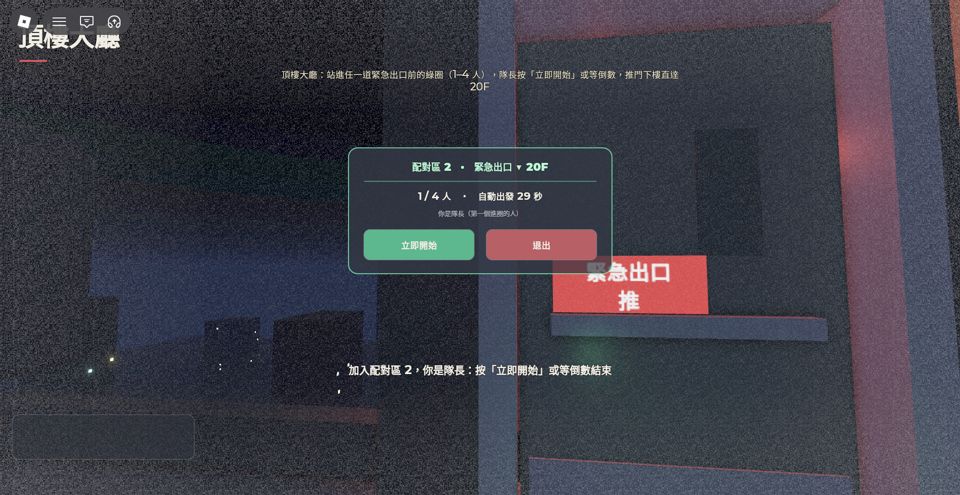 頂樓大廳
頂樓大廳：站進任一道緊急出口前的綠圈（1–4 人），隊長按「立即開始」或等倒數，推門下樓直達
20F
配對區 2 • 緊急出口 ▼ 20F
1 / 4 人 • 自動出發 29 秒
你是隊長（第一個進圈的人）
立即開始 退出
緊急出口
推
加入配對區 2，你是隊長：按「立即開始」或等倒數結束